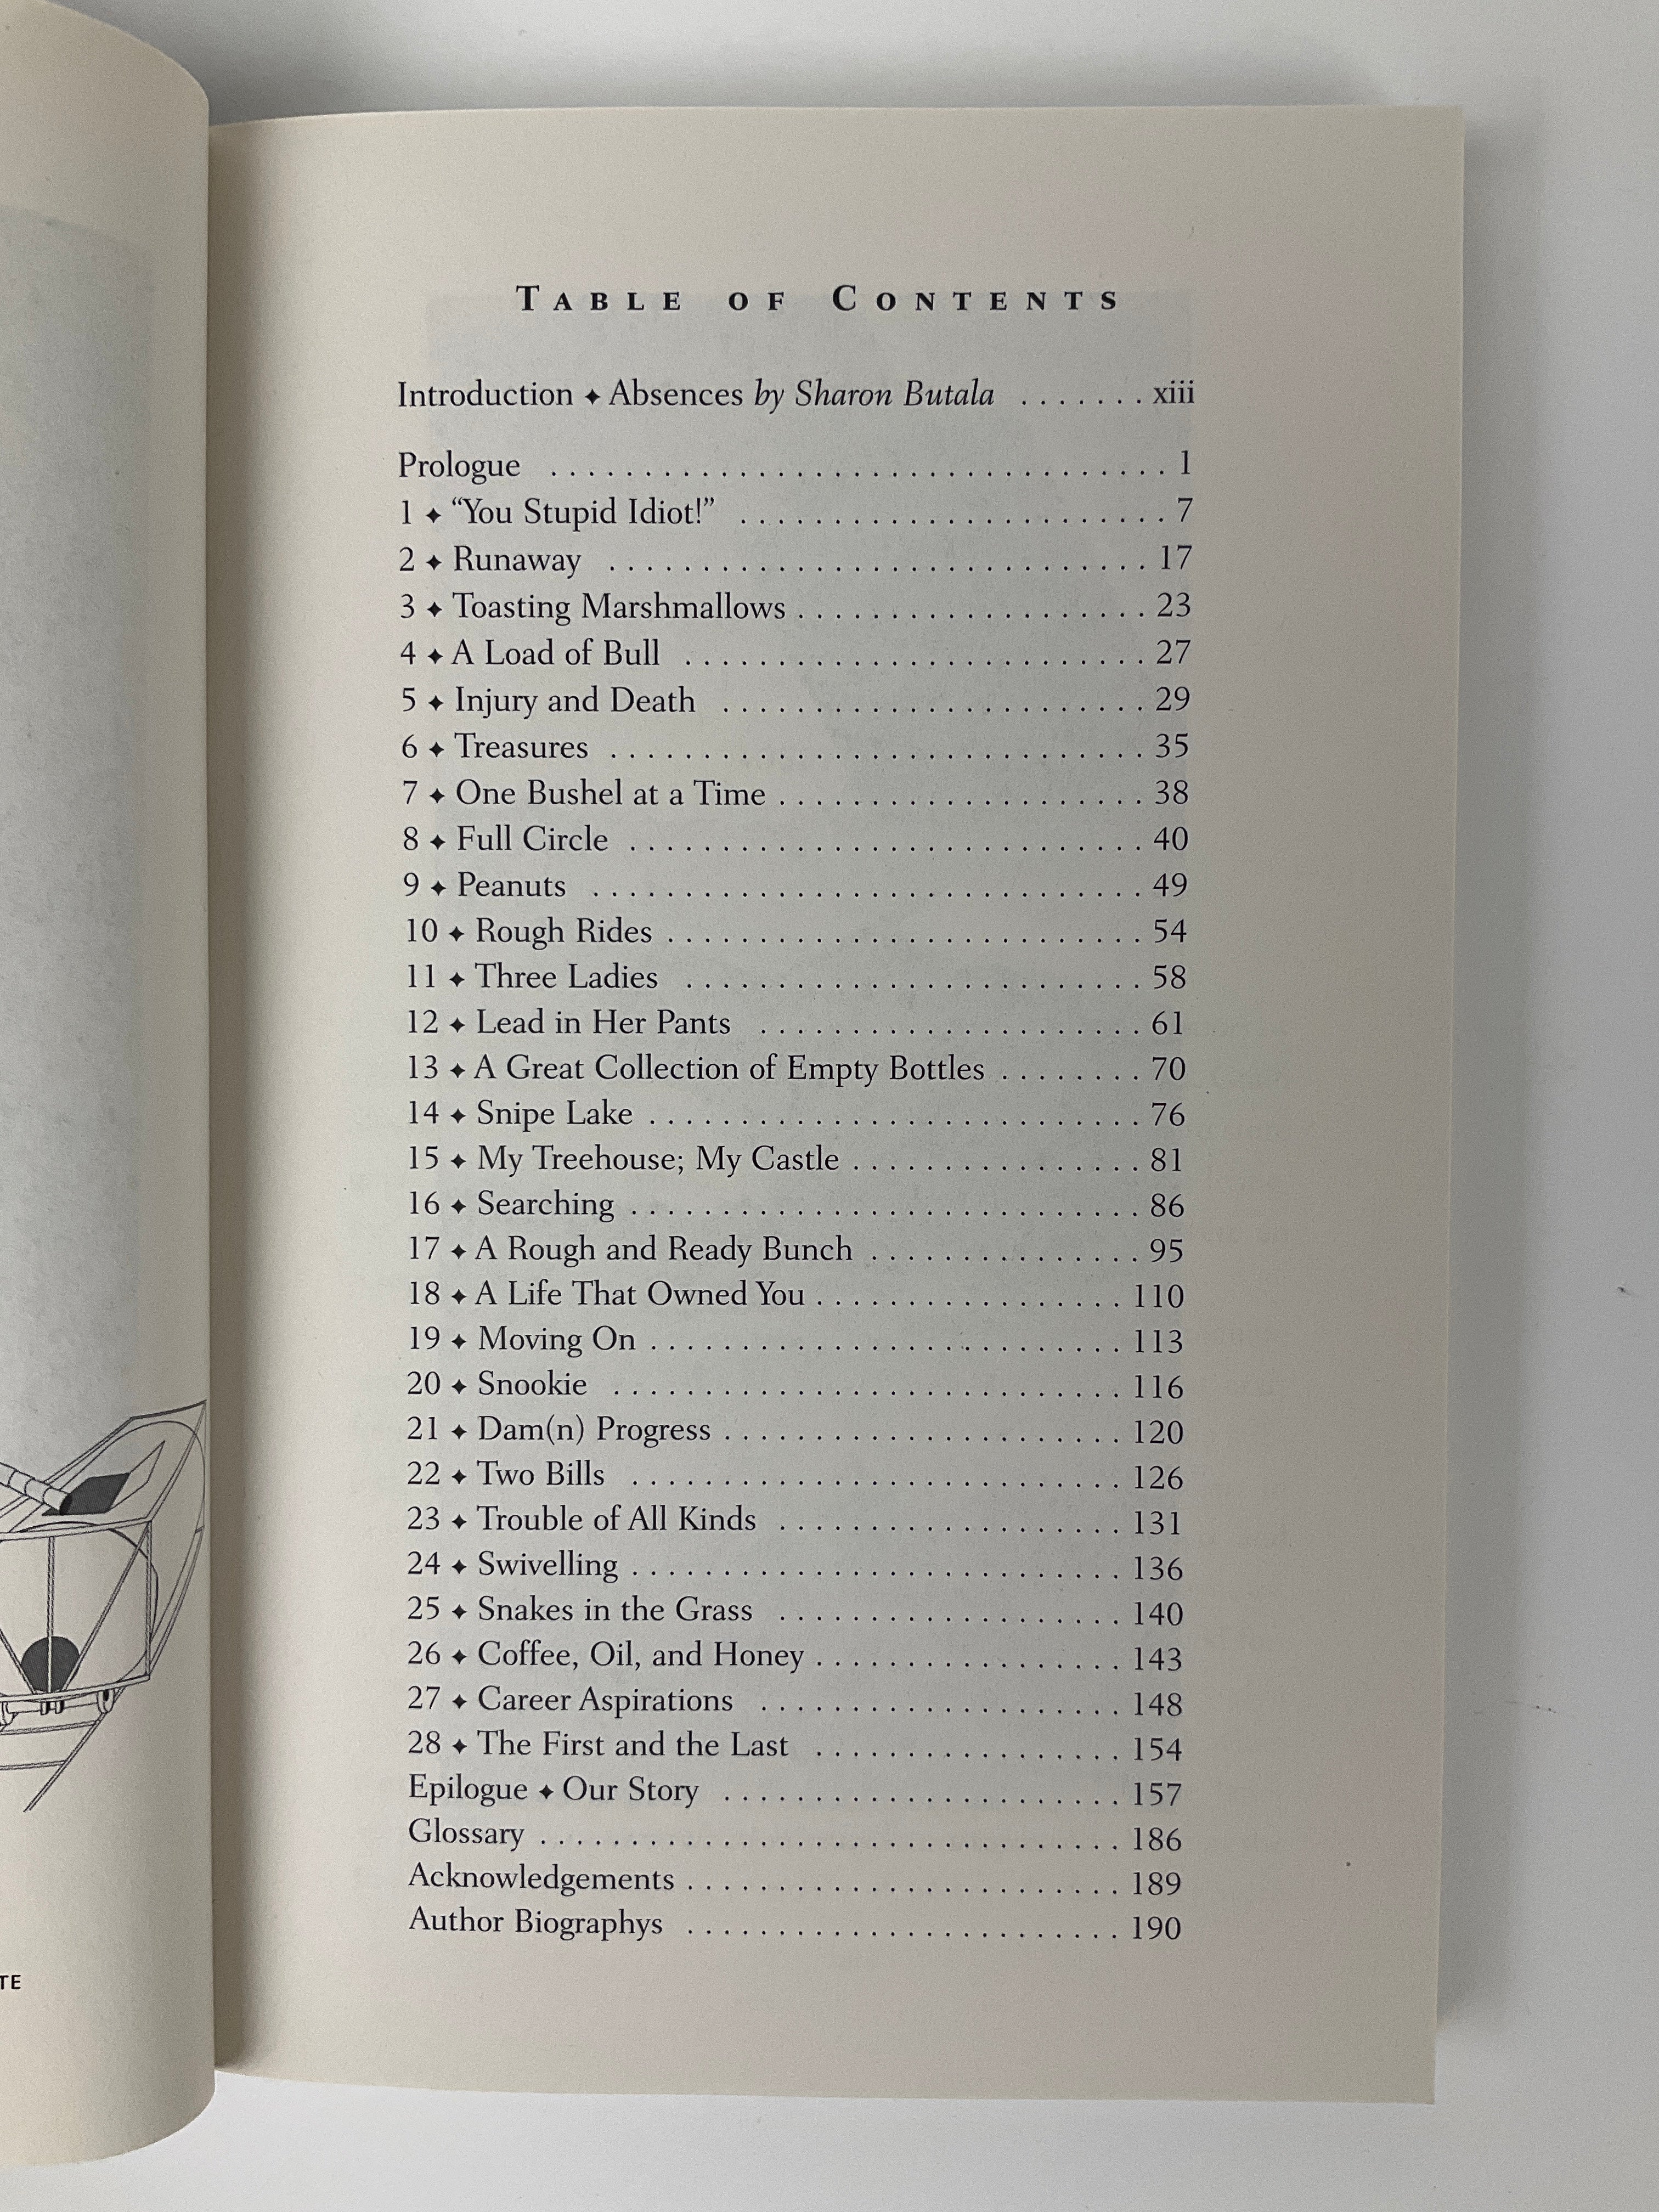 TABLE OF CONTENTS
Introduction ✦ Absences by Sharon Butala . . . . . . . xiii
Prologue . . . . . . . . . . . . . . . . . . . . . . . . . . . . . . . . . . 1
1 ✦ “You Stupid Idiot!” . . . . . . . . . . . . . . . . . . . . . . . 7
2 ✦ Runaway . . . . . . . . . . . . . . . . . . . . . . . . . . . . . 17
3 ✦ Toasting Marshmallows . . . . . . . . . . . . . . . . . . . 23
4 ✦ A Load of Bull . . . . . . . . . . . . . . . . . . . . . . . . . 27
5 ✦ Injury and Death . . . . . . . . . . . . . . . . . . . . . . . 29
6 ✦ Treasures . . . . . . . . . . . . . . . . . . . . . . . . . . . . . 35
7 ✦ One Bushel at a Time . . . . . . . . . . . . . . . . . . . . 38
8 ✦ Full Circle . . . . . . . . . . . . . . . . . . . . . . . . . . . . 40
9 ✦ Peanuts . . . . . . . . . . . . . . . . . . . . . . . . . . . . . . 49
10 ✦ Rough Rides . . . . . . . . . . . . . . . . . . . . . . . . . . 54
11 ✦ Three Ladies . . . . . . . . . . . . . . . . . . . . . . . . . 58
12 ✦ Lead in Her Pants . . . . . . . . . . . . . . . . . . . . . 61
13 ✦ A Great Collection of Empty Bottles . . . . . . . . 70
14 ✦ Snipe Lake . . . . . . . . . . . . . . . . . . . . . . . . . . . 76
15 ✦ My Treehouse; My Castle . . . . . . . . . . . . . . . . 81
16 ✦ Searching . . . . . . . . . . . . . . . . . . . . . . . . . . . . 86
17 ✦ A Rough and Ready Bunch . . . . . . . . . . . . . . . 95
18 ✦ A Life That Owned You . . . . . . . . . . . . . . . . . 110
19 ✦ Moving On . . . . . . . . . . . . . . . . . . . . . . . . . . 113
20 ✦ Snookie . . . . . . . . . . . . . . . . . . . . . . . . . . . . 116
21 ✦ Dam(n) Progress . . . . . . . . . . . . . . . . . . . . . . 120
22 ✦ Two Bills . . . . . . . . . . . . . . . . . . . . . . . . . . . 126
23 ✦ Trouble of All Kinds . . . . . . . . . . . . . . . . . . . 131
24 ✦ Swivelling . . . . . . . . . . . . . . . . . . . . . . . . . . . 136
25 ✦ Snakes in the Grass . . . . . . . . . . . . . . . . . . . 140
26 ✦ Coffee, Oil, and Honey . . . . . . . . . . . . . . . . . 143
27 ✦ Career Aspirations . . . . . . . . . . . . . . . . . . . . 148
28 ✦ The First and the Last . . . . . . . . . . . . . . . . . 154
Epilogue ✦ Our Story . . . . . . . . . . . . . . . . . . . . . . 157
Glossary . . . . . . . . . . . . . . . . . . . . . . . . . . . . . . . . 186
Acknowledgements . . . . . . . . . . . . . . . . . . . . . . . . 189
Author Biographys . . . . . . . . . . . . . . . . . . . . . . . . 190
TE